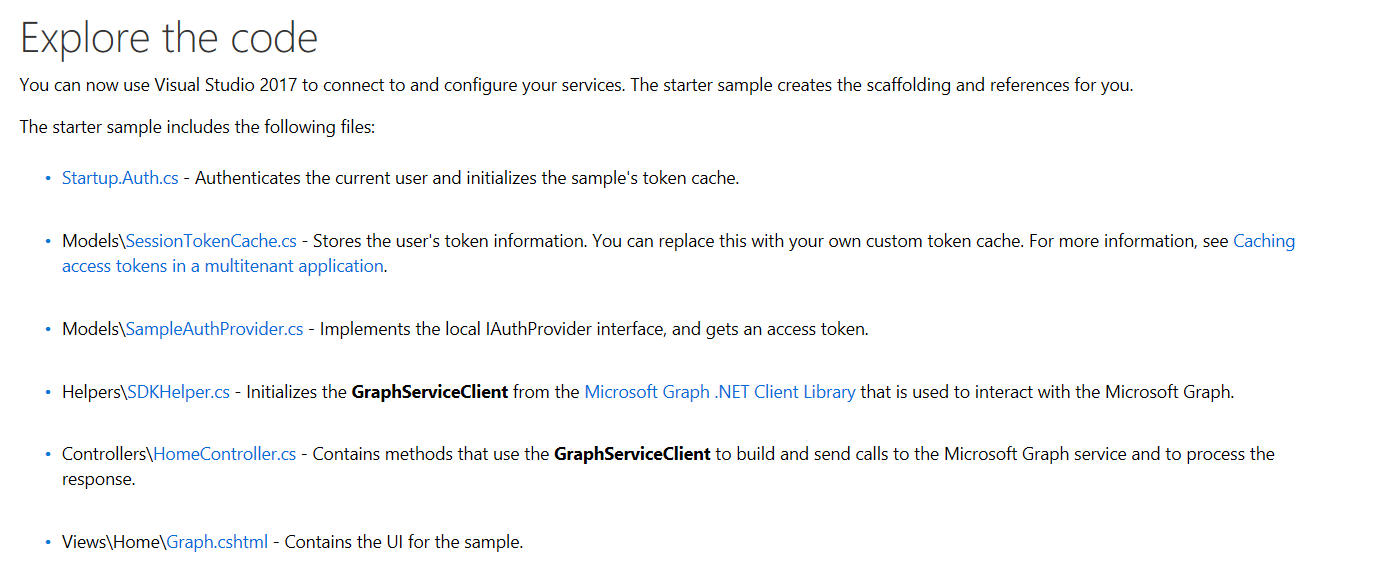 Explore the code
You can now use Visual Studio 2017 to connect to and configure your services. The starter sample creates the scaffolding and references for you.
The starter sample includes the following files:
• Startup.Auth.cs - Authenticates the current user and initializes the sample's token cache.
• Models\SessionTokenCache.cs - Stores the user's token information. You can replace this with your own custom token cache. For more information, see Caching
access tokens in a multitenant application.
• Models\SampleAuthProvider.cs - Implements the local IAuthProvider interface, and gets an access token.
• Helpers\SDKHelper.cs - Initializes the GraphServiceClient from the Microsoft Graph .NET Client Library that is used to interact with the Microsoft Graph.
• Controllers\HomeController.cs - Contains methods that use the GraphServiceClient to build and send calls to the Microsoft Graph service and to process the
response.
• Views\Home\Graph.cshtml - Contains the UI for the sample.